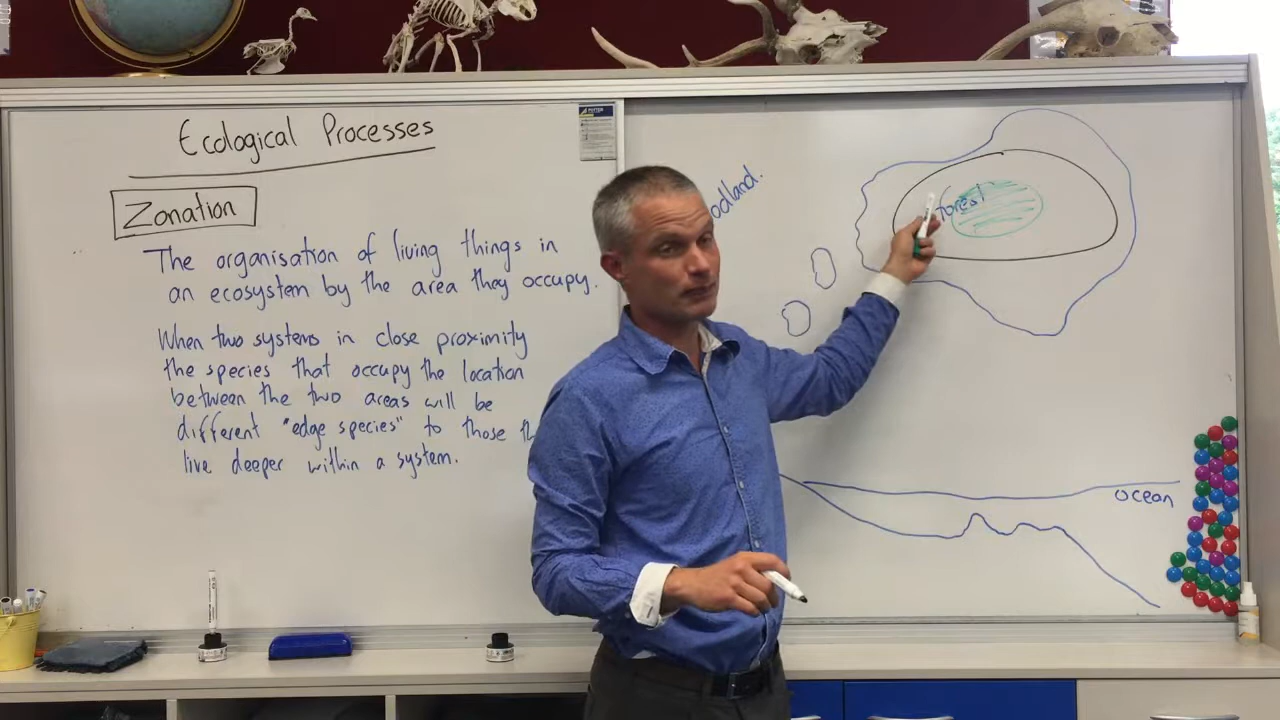 Ecological Processes
Zonation
The organisation of living things in
an ecosystem by the area they occupy.
When two systems in close proximity
the species that occupy the location
between the two areas will be
different "edge species" to those
live deeper within a system.
forest
ocean